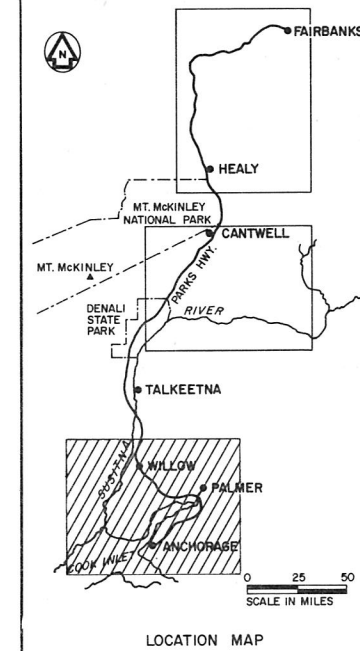 N
FAIRBANKS
HEALY
MT. McKINLEY
NATIONAL PARK
CANTWELL
MT. McKINLEY
PARKS HWY.
DENALI
STATE
PARK
RIVER
TALKEETNA
SUSITNA
WILLOW
PALMER
ANCHORAGE
COOK INLET
0 25 50
SCALE IN MILES
LOCATION MAP